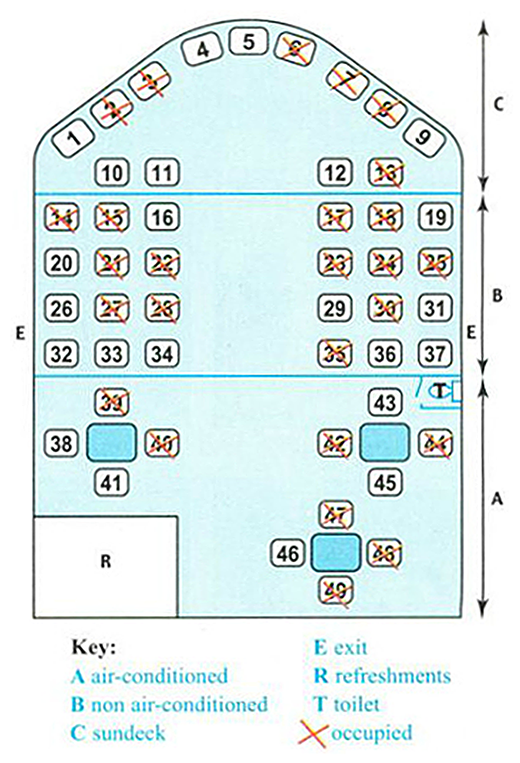 4 5 6
3 7
2 8
1 9
C
10 11 12 13
14 15 16 17 18 19
20 21 22 23 24 25
B
26 27 28 29 30 31
E E
32 33 34 35 36 37
T
39 43
38 40 42 44
41 45
A
47
R 46 48
49
Key:
A air-conditioned
B non air-conditioned
C sundeck
E exit
R refreshments
T toilet
occupied